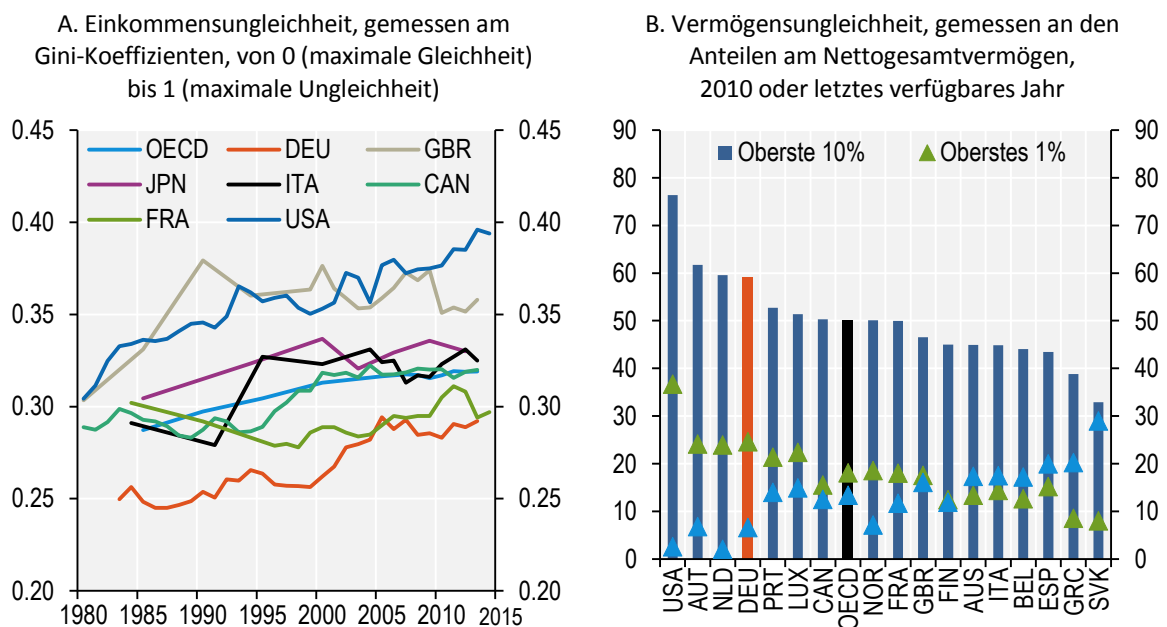 A. Einkommensungleichheit, gemessen am
Gini-Koeffizienten, von 0 (maximale Gleichheit)
bis 1 (maximale Ungleichheit)
0.45 0.45
OECD DEU GBR
JPN ITA CAN
FRA USA
0.40 0.40
0.35 0.35
0.30 0.30
0.25 0.25
0.20 0.20
1980 1985 1990 1995 2000 2005 2010 2015
B. Vermögensungleichheit, gemessen an den
Anteilen am Nettogesamtvermögen,
2010 oder letztes verfügbares Jahr
90 90
Oberste 10% Oberstes 1%
80 80
70 70
60 60
50 50
40 40
30 30
20 20
10 10
0 0
USA AUT NLD DEU PRT LUX CAN OECD NOR FRA GBR FIN AUS ITA BEL ESP GRC SVK